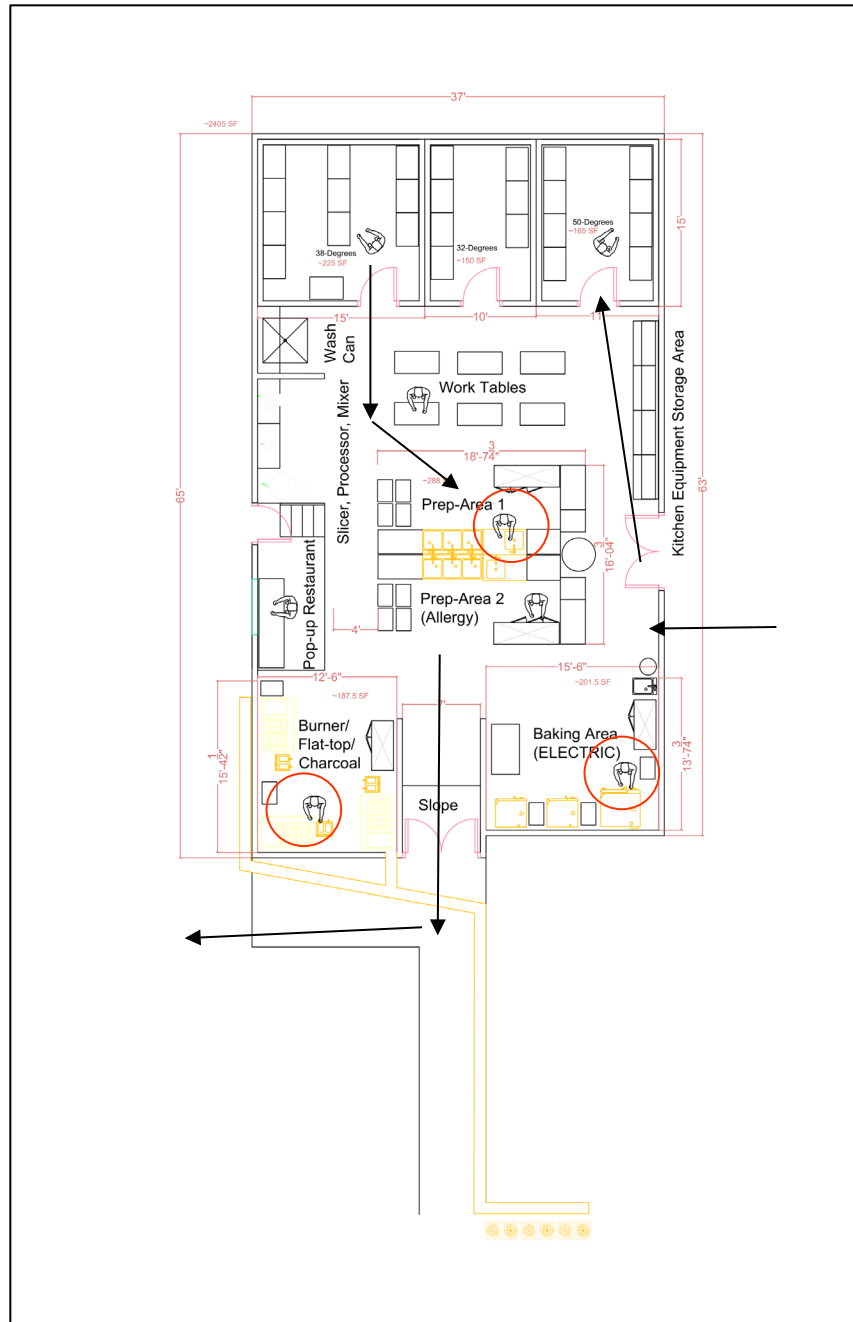 37'
~2405 SF
15'
38-Degrees
~225 SF
32-Degrees
~150 SF
50-Degrees
~165 SF
15'
10'
11'
Wash
Can
Slicer, Processor, Mixer
Work Tables
Kitchen Equipment Storage Area
65'
63'
3
18'-74"
~288
Prep-Area 1
3
16'-04"
Prep-Area 2
(Allergy)
4'
Pop-up Restaurant
12'-6"
~187.5 SF
15'-6"
~201.5 SF
7'
Burner/
Flat-top/
Charcoal
1
15'-42"
Baking Area
(ELECTRIC)
3
13'-74"
Slope